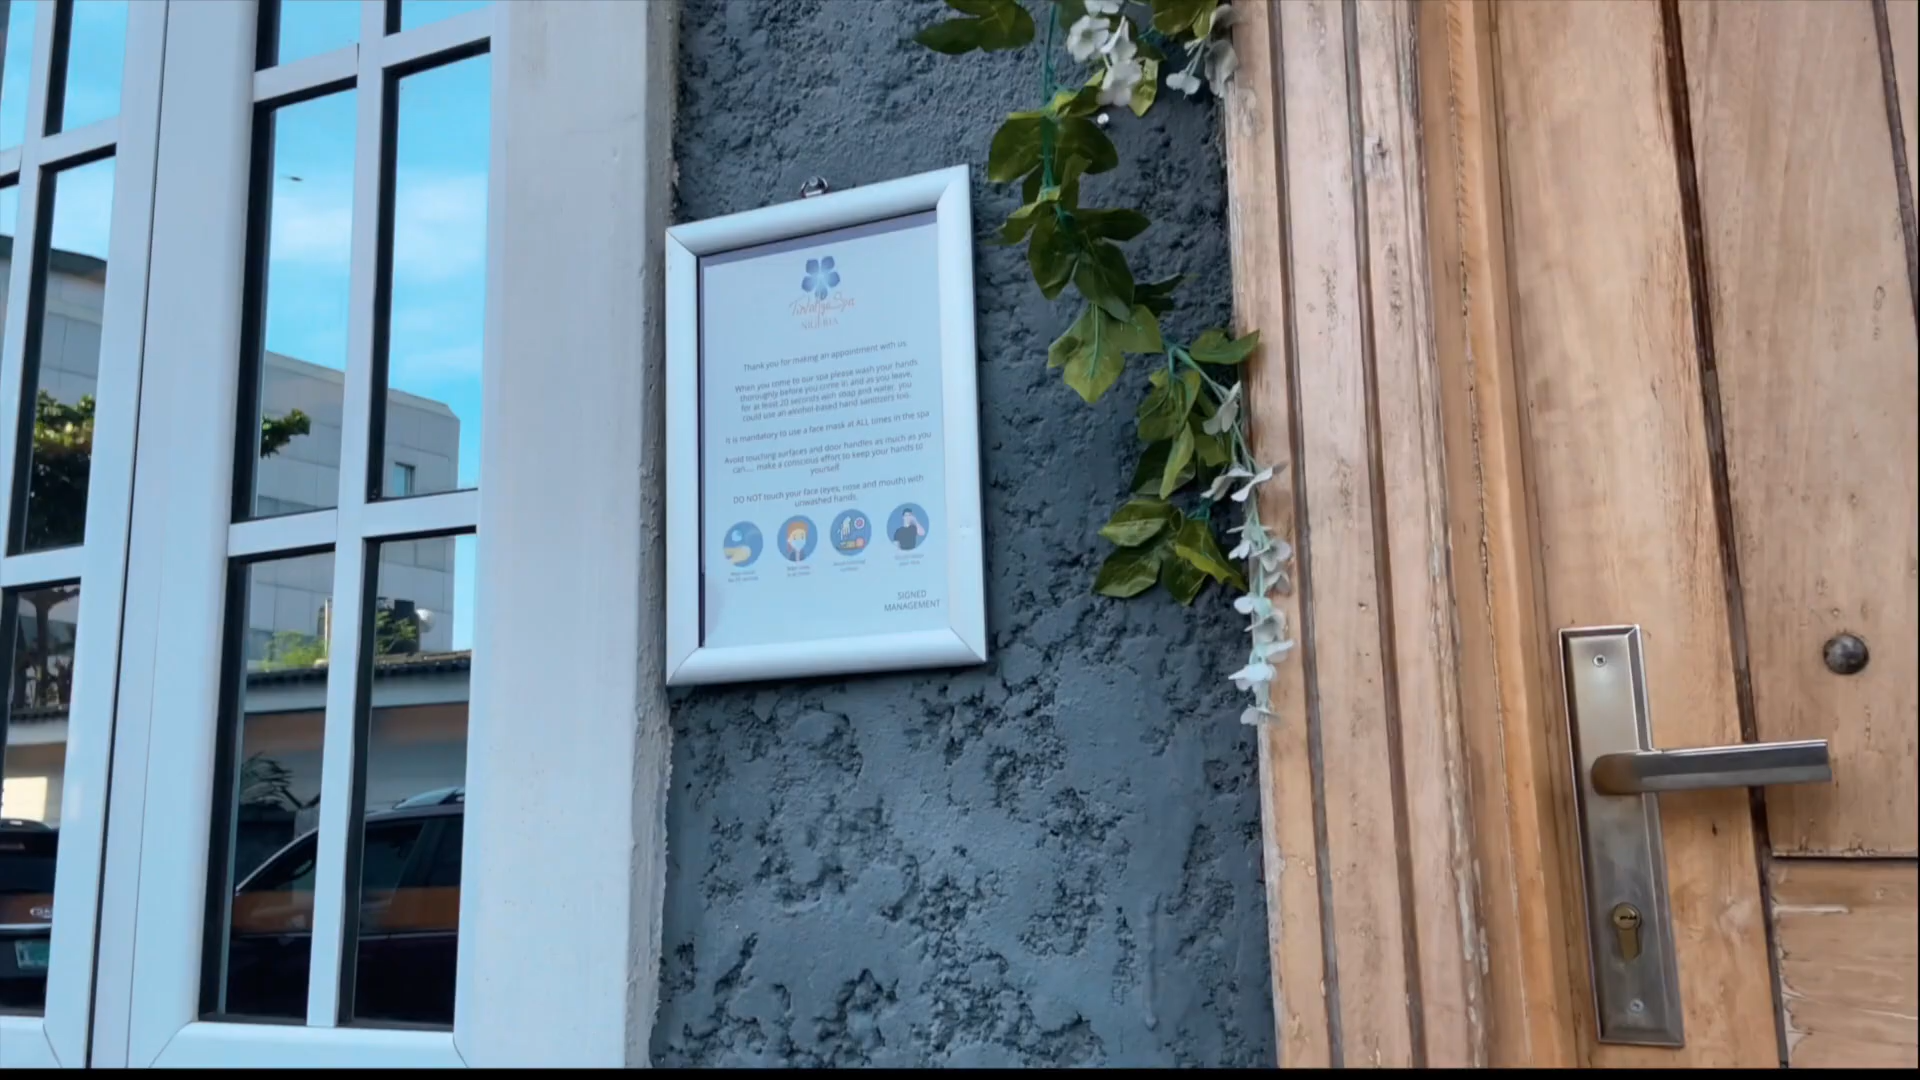 Spa
NIGERIA
Thank you for making an appointment with us.
When you come to our spa please wash your hands
thoroughly before you come in and as you leave,
for at least 20 seconds with soap and water, you
could use an alcohol-based hand sanitizers too.
It is mandatory to use a face mask at ALL times in the spa
Avoid touching surfaces and door handles as much as you
can.... make a conscious effort to keep your hands to
yourself
DO NOT touch your face (eyes, nose and mouth) with
unwashed hands.
SIGNED
MANAGEMENT